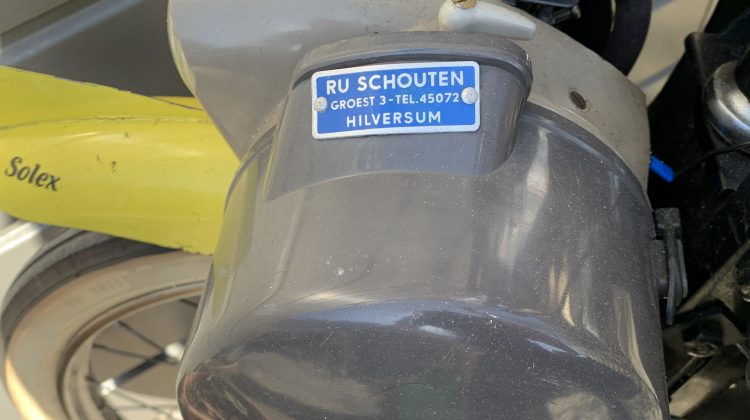 RU SCHOUTEN
GROEST 3-TEL.45072
HILVERSUM
Solex